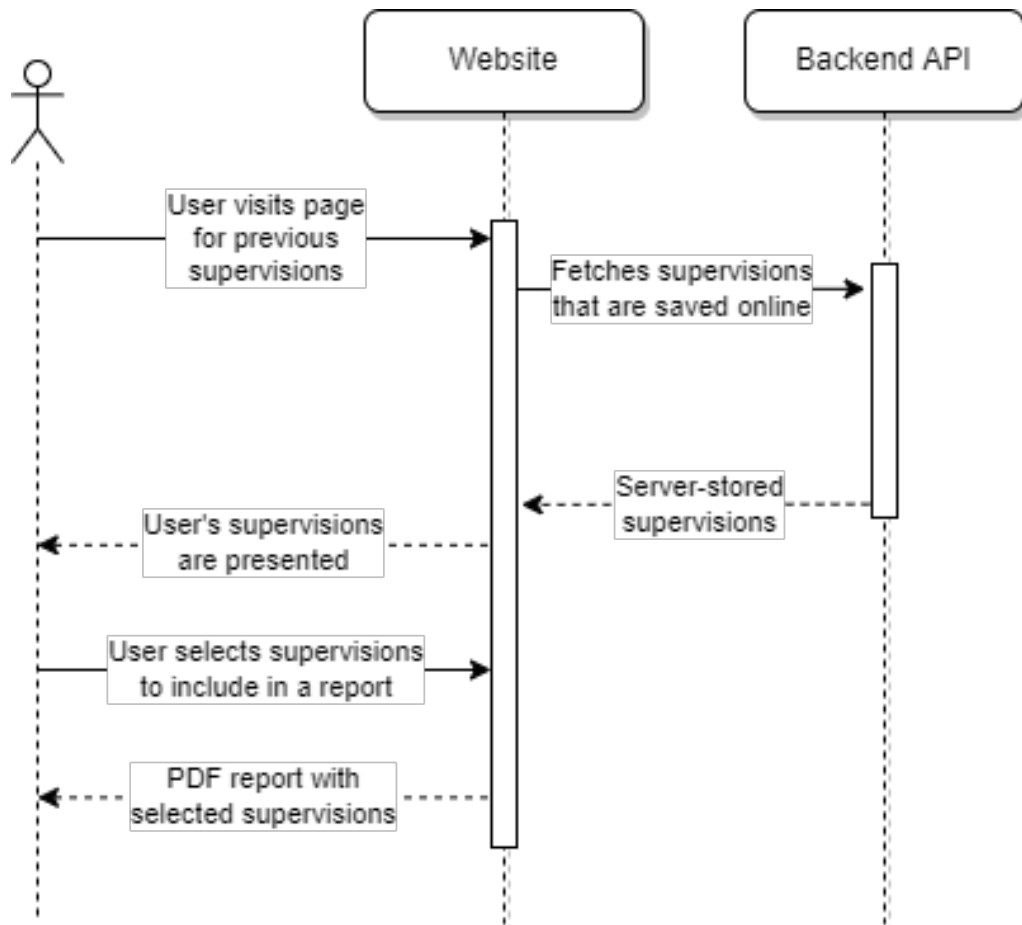 Website
Backend API
User visits page
for previous
supervisions
Fetches supervisions
that are saved online
Server-stored
supervisions
User's supervisions
are presented
User selects supervisions
to include in a report
PDF report with
selected supervisions